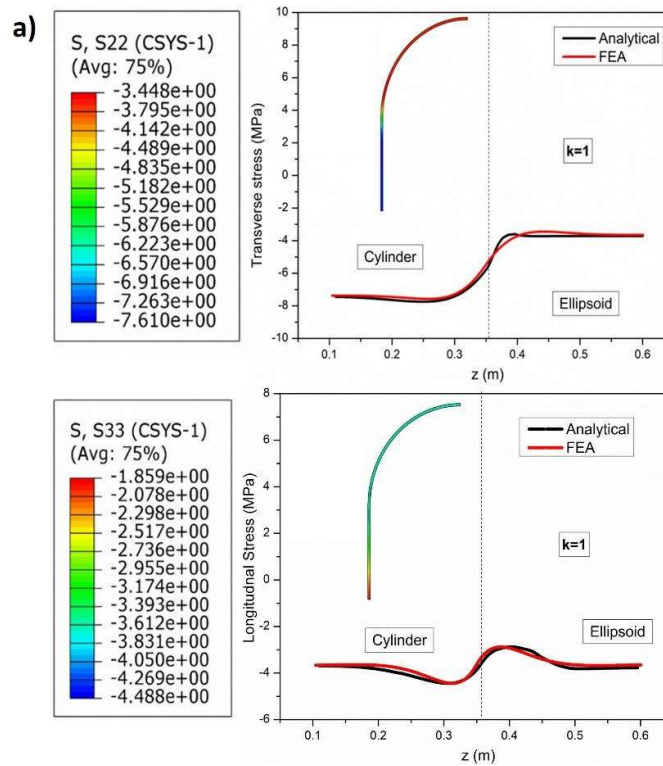 a)
S, S22 (CSYS-1)
(Avg: 75%)
-3.448e+00
-3.795e+00
-4.142e+00
-4.489e+00
-4.835e+00
-5.182e+00
-5.529e+00
-5.876e+00
-6.223e+00
-6.570e+00
-6.916e+00
-7.263e+00
-7.610e+00
Transverse stress (MPa)
10
8
6
4
2
0
-2
-4
-6
-8
-10
Analytical
FEA
k=1
Cylinder
Ellipsoid
0.1 0.2 0.3 0.4 0.5 0.6
z (m)
S, S33 (CSYS-1)
(Avg: 75%)
-1.859e+00
-2.078e+00
-2.298e+00
-2.517e+00
-2.736e+00
-2.955e+00
-3.174e+00
-3.393e+00
-3.612e+00
-3.831e+00
-4.050e+00
-4.269e+00
-4.488e+00
Longitudnal Stress (MPa)
8
6
4
2
0
-2
-4
-6
Analytical
FEA
k=1
Cylinder
Ellipsoid
0.1 0.2 0.3 0.4 0.5 0.6
z (m)